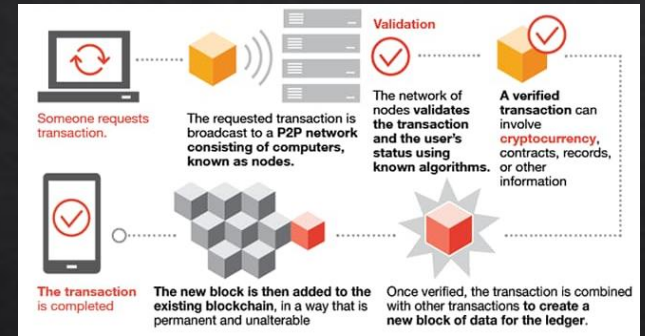 Someone requests
transaction.
The requested transaction is
broadcast to a P2P network
consisting of computers,
known as nodes.
Validation
The network of
nodes validates
the transaction
and the user's
status using
known algorithms.
A verified
transaction can
involve
cryptocurrency,
contracts, records,
or other
information
Once verified, the transaction is combined
with other transactions to create a
new block of data for the ledger.
The new block is then added to the
existing blockchain, in a way that is
permanent and unalterable
The transaction
is completed